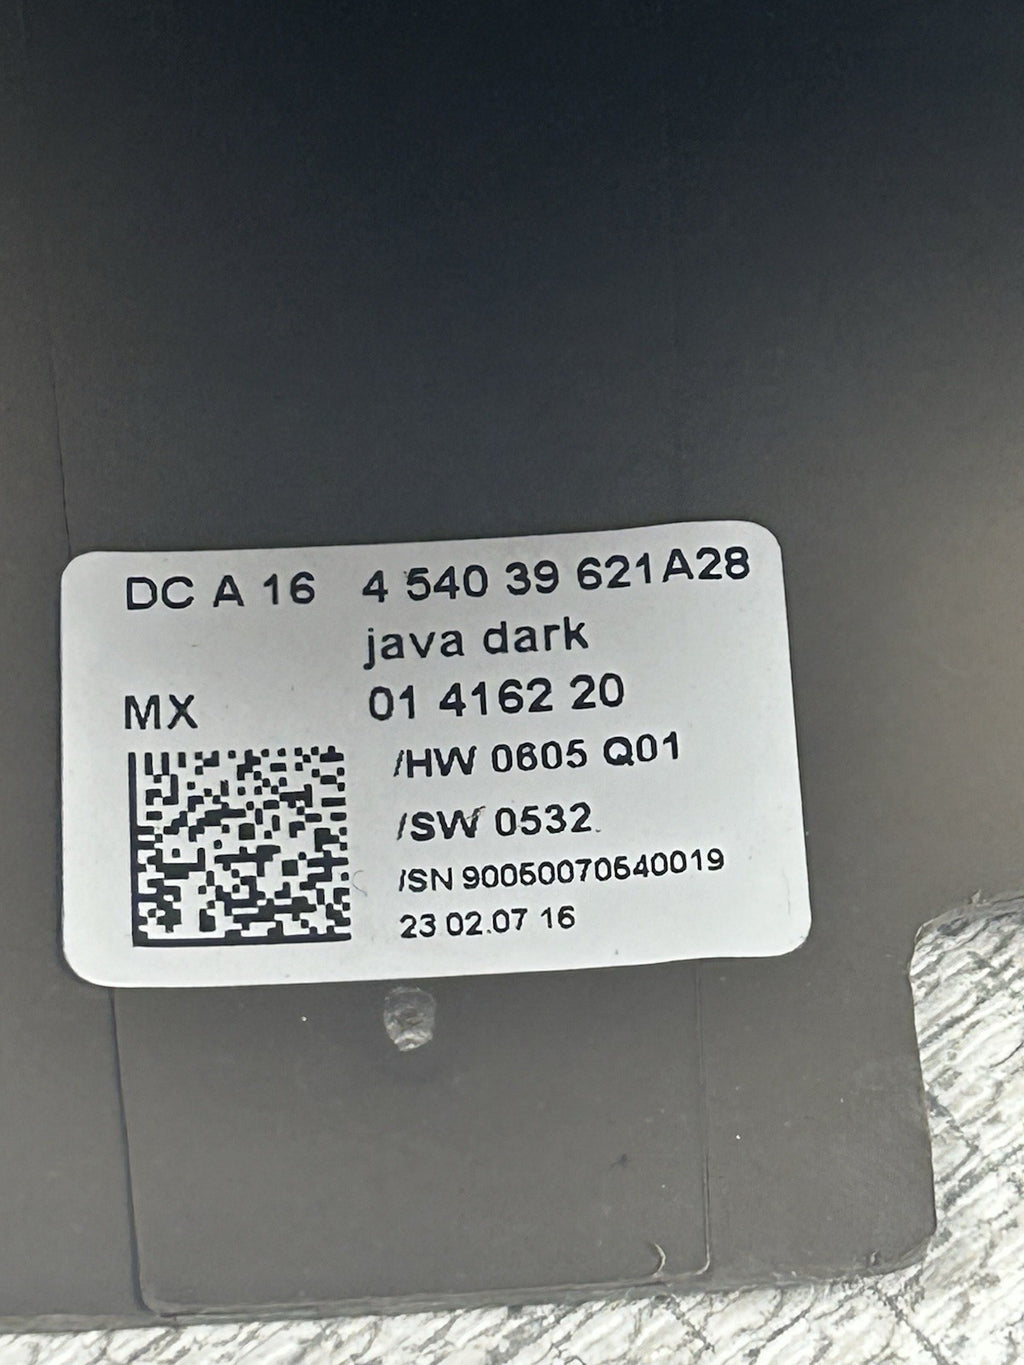 DC A 16 4 540 39 621A28
java dark
MX 01 4162 20
/HW 0605 Q01
/SW 0532
/SN 90050070540019
23 02.07 16